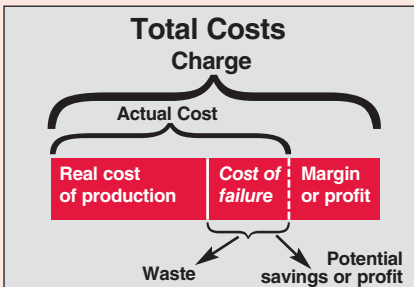 Total Costs
Charge
Actual Cost
Real cost
of production
Cost of
failure
Margin
or profit
Waste
Potential
savings or profit